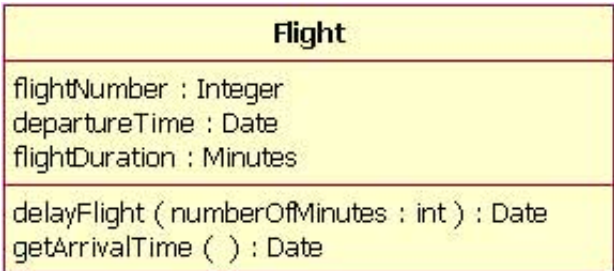 Flight
flightNumber : Integer
departureTime : Date
flightDuration : Minutes
delayFlight ( numberOfMinutes : int ) : Date
getArrivalTime ( ) : Date